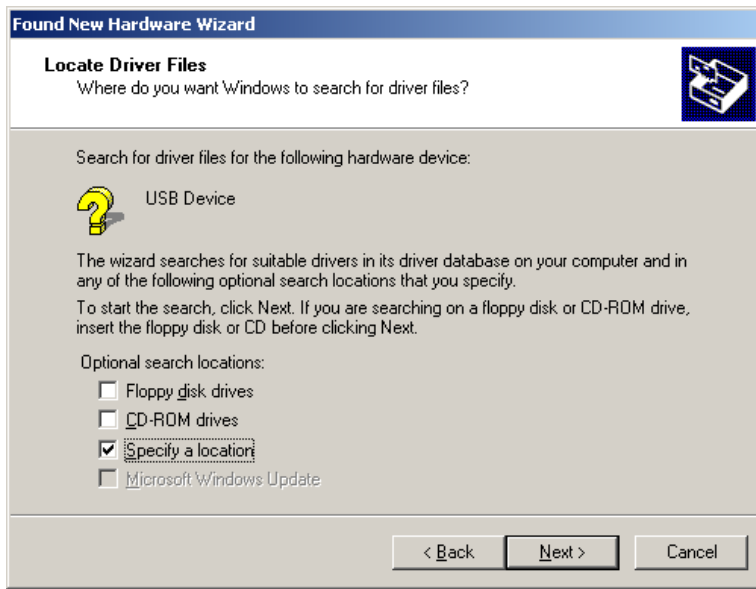 Found New Hardware Wizard
Locate Driver Files
Where do you want Windows to search for driver files?
Search for driver files for the following hardware device:
USB Device
The wizard searches for suitable drivers in its driver database on your computer and in
any of the following optional search locations that you specify.
To start the search, click Next. If you are searching on a floppy disk or CD-ROM drive,
insert the floppy disk or CD before clicking Next.
Optional search locations:
Floppy disk drives
CD-ROM drives
Specify a location
Microsoft Windows Update
< Back Next > Cancel